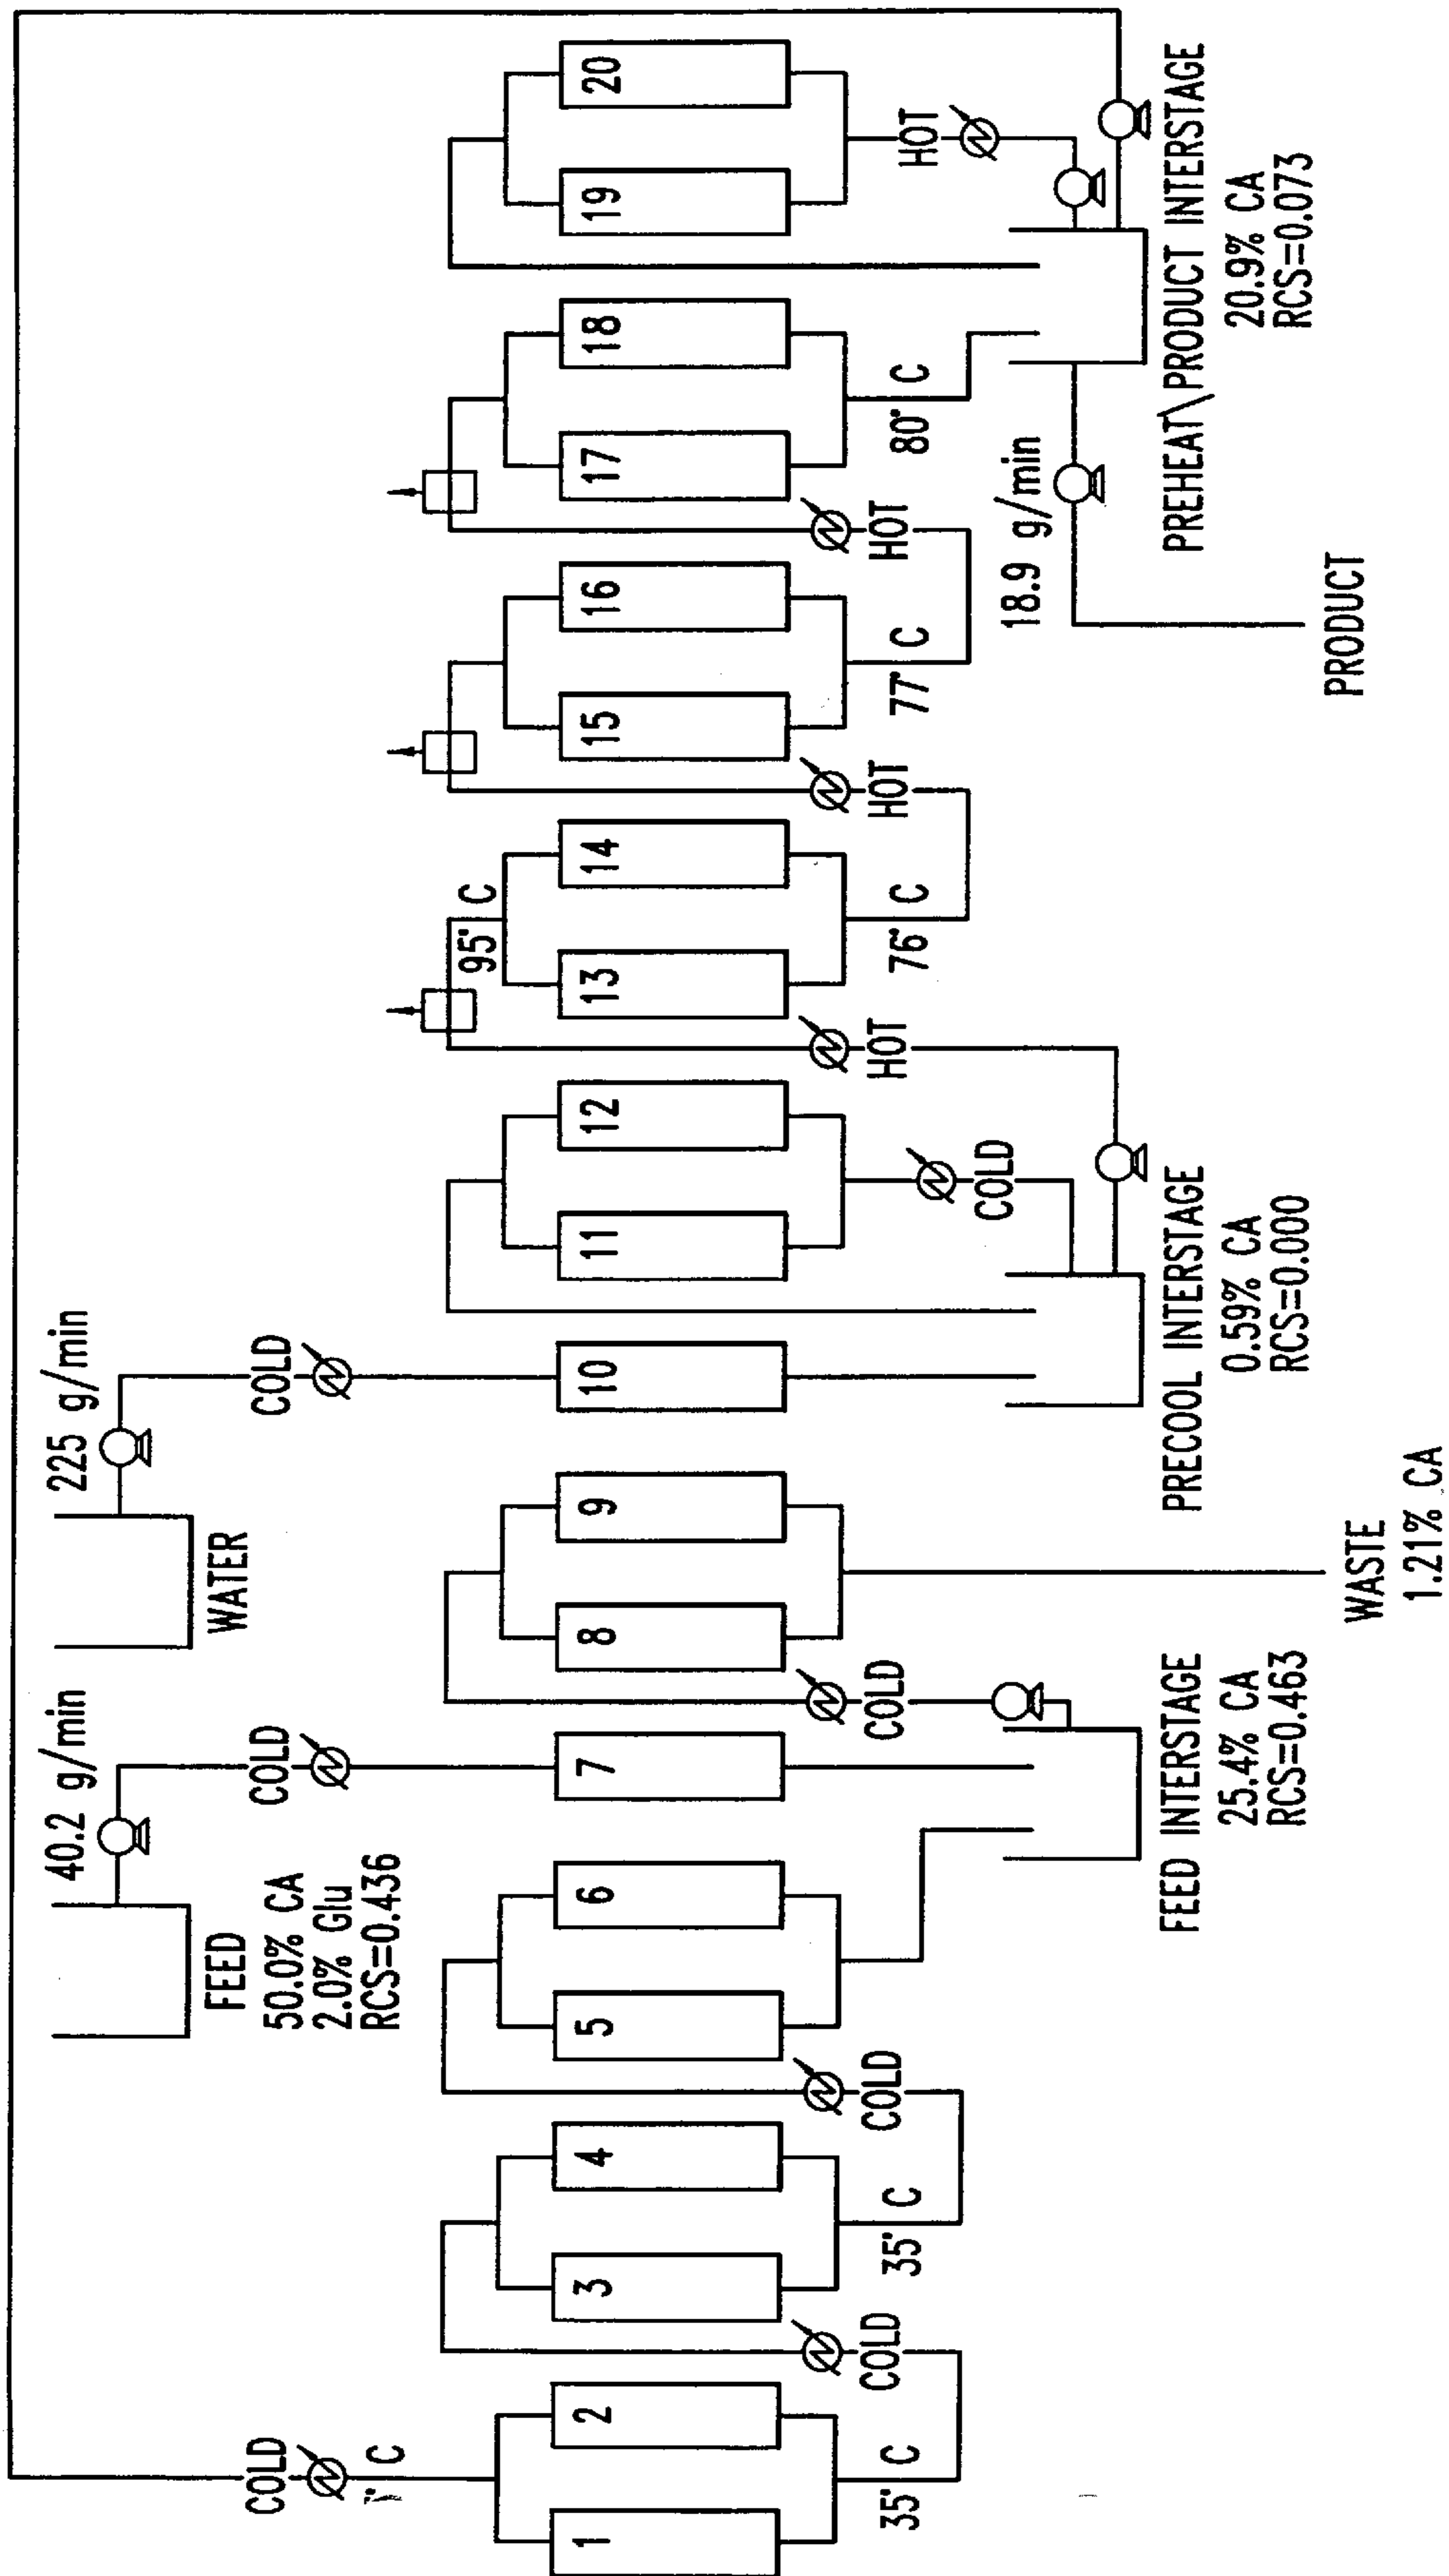 40.2 g/min
FEED
50.0% CA
2.0% Glu
RCS=0.436
225 g/min
WATER
COLD
COLD
COLD
C
95° C
1
2
3
4
5
6
7
8
9
10
11
12
13
14
15
16
17
18
19
20
35° C
COLD
35° C
COLD
COLD
COLD
HOT
76° C
HOT
77° C
HOT
80° C
HOT
18.9 g/min
FEED INTERSTAGE
25.4% CA
RCS=0.463
WASTE
1.21% CA
PRECOOL INTERSTAGE
0.59% CA
RCS=0.000
PRODUCT
PREHEAT\PRODUCT INTERSTAGE
20.9% CA
RCS=0.073